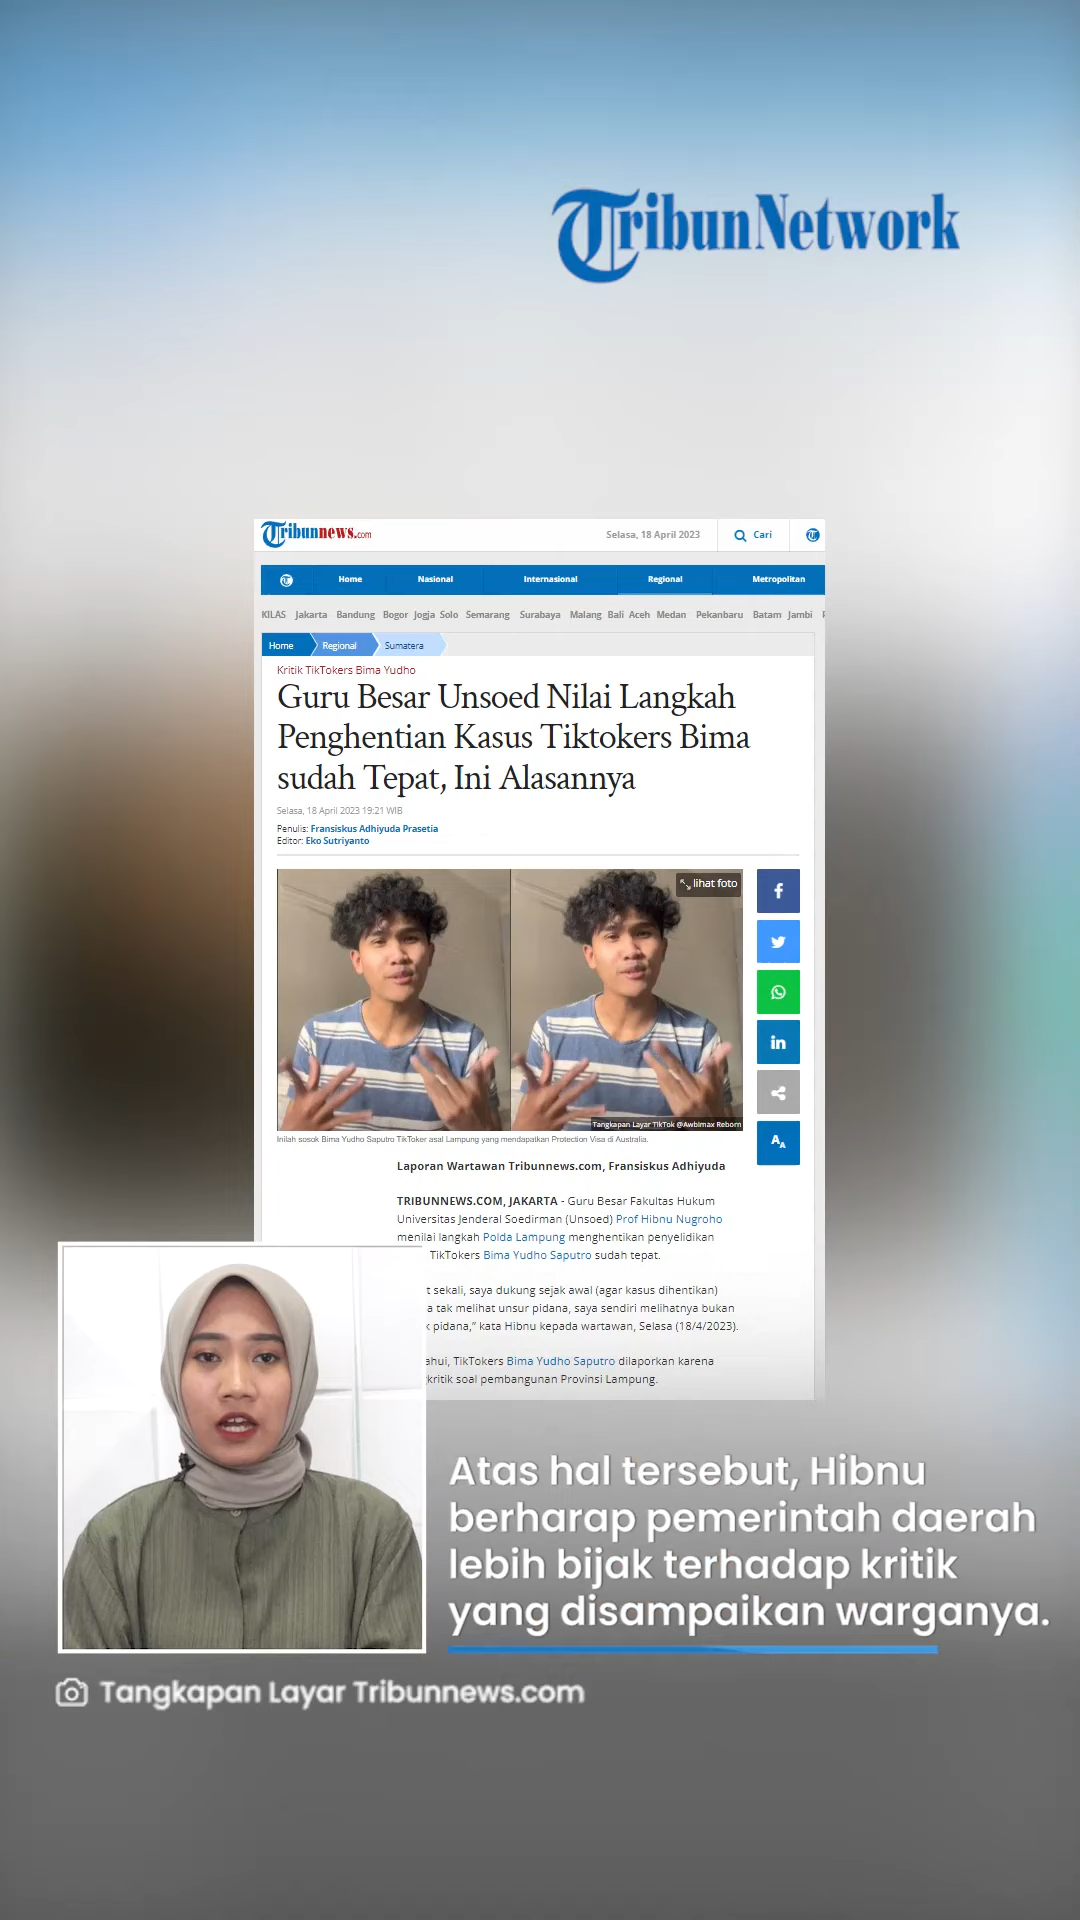 TribunNetwork
Tribunnews.com
Selasa, 18 April 2023
Cari
Home Nasional Internasional Regional Metropolitan
KILAS Jakarta Bandung Bogor Jogja Solo Semarang Surabaya Malang Bali Aceh Medan Pekanbaru Batam Jambi
Home Regional Sumatera
Kritik TikTokers Bima Yudho
Guru Besar Unsoed Nilai Langkah
Penghentian Kasus Tiktokers Bima
sudah Tepat, Ini Alasannya
Selasa, 18 April 2023 19:21 WIB
Penulis: Fransiskus Adhiyuda Prasetia
Editor: Eko Sutriyanto
lihat foto
Tangkapan Layar TikTok @Awbimax Reborn
Inilah sosok Bima Yudho Saputro TikToker asal Lampung yang mendapatkan Protection Visa di Australia.
Laporan Wartawan Tribunnews.com, Fransiskus Adhiyuda
TRIBUNNEWS.COM, JAKARTA - Guru Besar Fakultas Hukum
Universitas Jenderal Soedirman (Unsoed) Prof Hibnu Nugroho
menilai langkah Polda Lampung menghentikan penyelidikan
TikTokers Bima Yudho Saputro sudah tepat.
sekali, saya dukung sejak awal (agar kasus dihentikan)
tak melihat unsur pidana, saya sendiri melihatnya bukan
pidana,” kata Hibnu kepada wartawan, Selasa (18/4/2023).
TikTokers Bima Yudho Saputro dilaporkan karena
kritik soal pembangunan Provinsi Lampung.
Atas hal tersebut, Hibnu
berharap pemerintah daerah
lebih bijak terhadap kritik
yang disampaikan warganya.
Tangkapan Layar Tribunnews.com